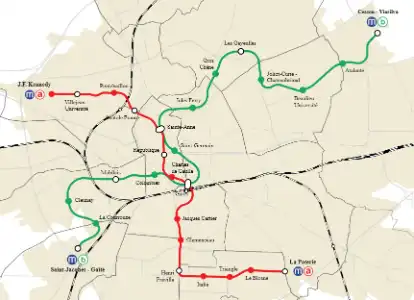 Cesson - Viasilva
Les Gayeulles
Gros
Chêne
Joliot-Curie -
Chateaubriand
Atalante
J.F. Kennedy
Pontchaillou
Villejean
Université
Jules Ferry
Beaulieu
Université
Anatole France
Sainte-Anne
République
Saint-Germain
Charles
de Gaulle
Mabilais
Colombier
Gares
Cleunay
La Courrouze
Jacques Cartier
Clemenceau
Saint-Jacques - Gaîté
Henri
Fréville
Italie
Triangle
Le Blosne
La Poterie